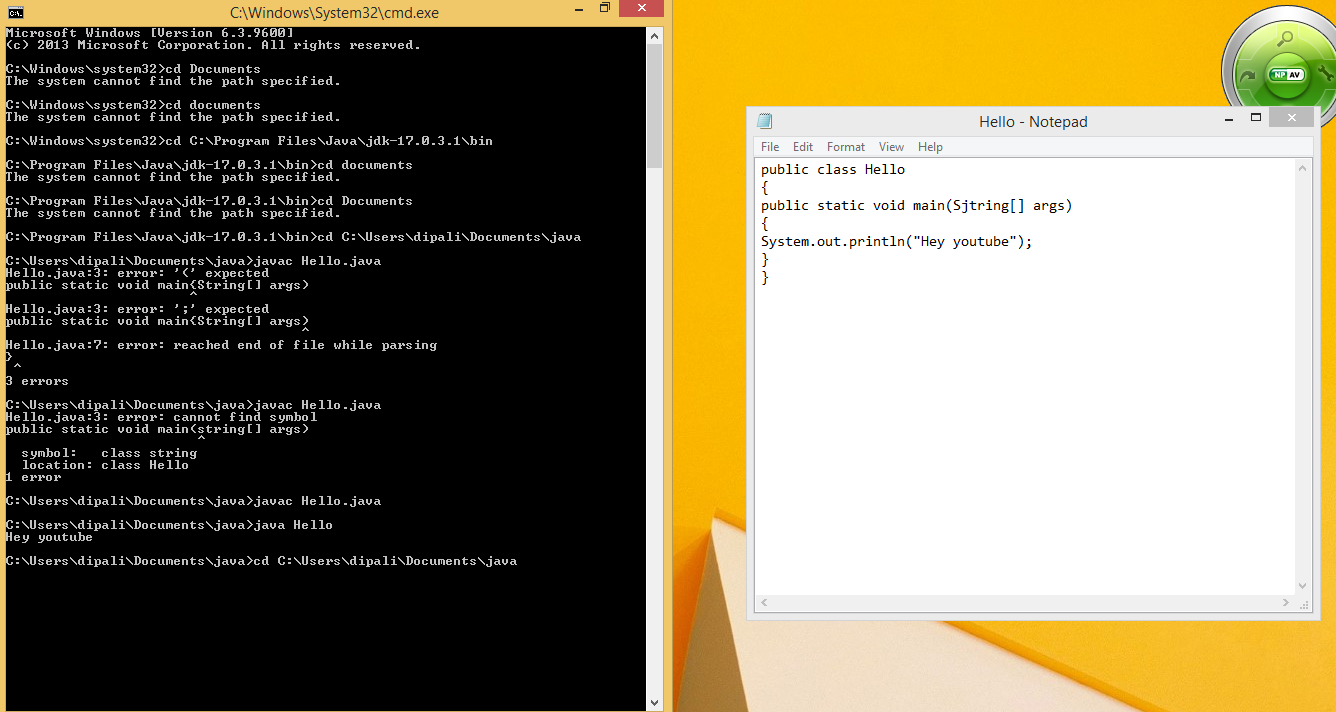 C:\Windows\System32\cmd.exe
Microsoft Windows [Version 6.3.9600]
(c) 2013 Microsoft Corporation. All rights reserved.
C:\Windows\system32>cd Documents
The system cannot find the path specified.
C:\Windows\system32>cd documents
The system cannot find the path specified.
C:\Windows\system32>cd C:\Program Files\Java\jdk-17.0.3.1\bin
C:\Program Files\Java\jdk-17.0.3.1\bin>cd documents
The system cannot find the path specified.
C:\Program Files\Java\jdk-17.0.3.1\bin>cd Documents
The system cannot find the path specified.
C:\Program Files\Java\jdk-17.0.3.1\bin>cd C:\Users\dipali\Documents\java
C:\Users\dipali\Documents\java>javac Hello.java
Hello.java:3: error: '(' expected
public static void main{String[] args)
^
Hello.java:3: error: ';' expected
public static void main{String[] args)
^
Hello.java:7: error: reached end of file while parsing
}
^
3 errors
C:\Users\dipali\Documents\java>javac Hello.java
Hello.java:3: error: cannot find symbol
public static void main(string[] args)
^
symbol:   class string
location: class Hello
1 error
C:\Users\dipali\Documents\java>javac Hello.java
C:\Users\dipali\Documents\java>java Hello
Hey youtube
C:\Users\dipali\Documents\java>cd C:\Users\dipali\Documents\java
NP AV
Hello - Notepad
File Edit Format View Help
public class Hello
{
public static void main(Sjtring[] args)
{
System.out.println("Hey youtube");
}
}